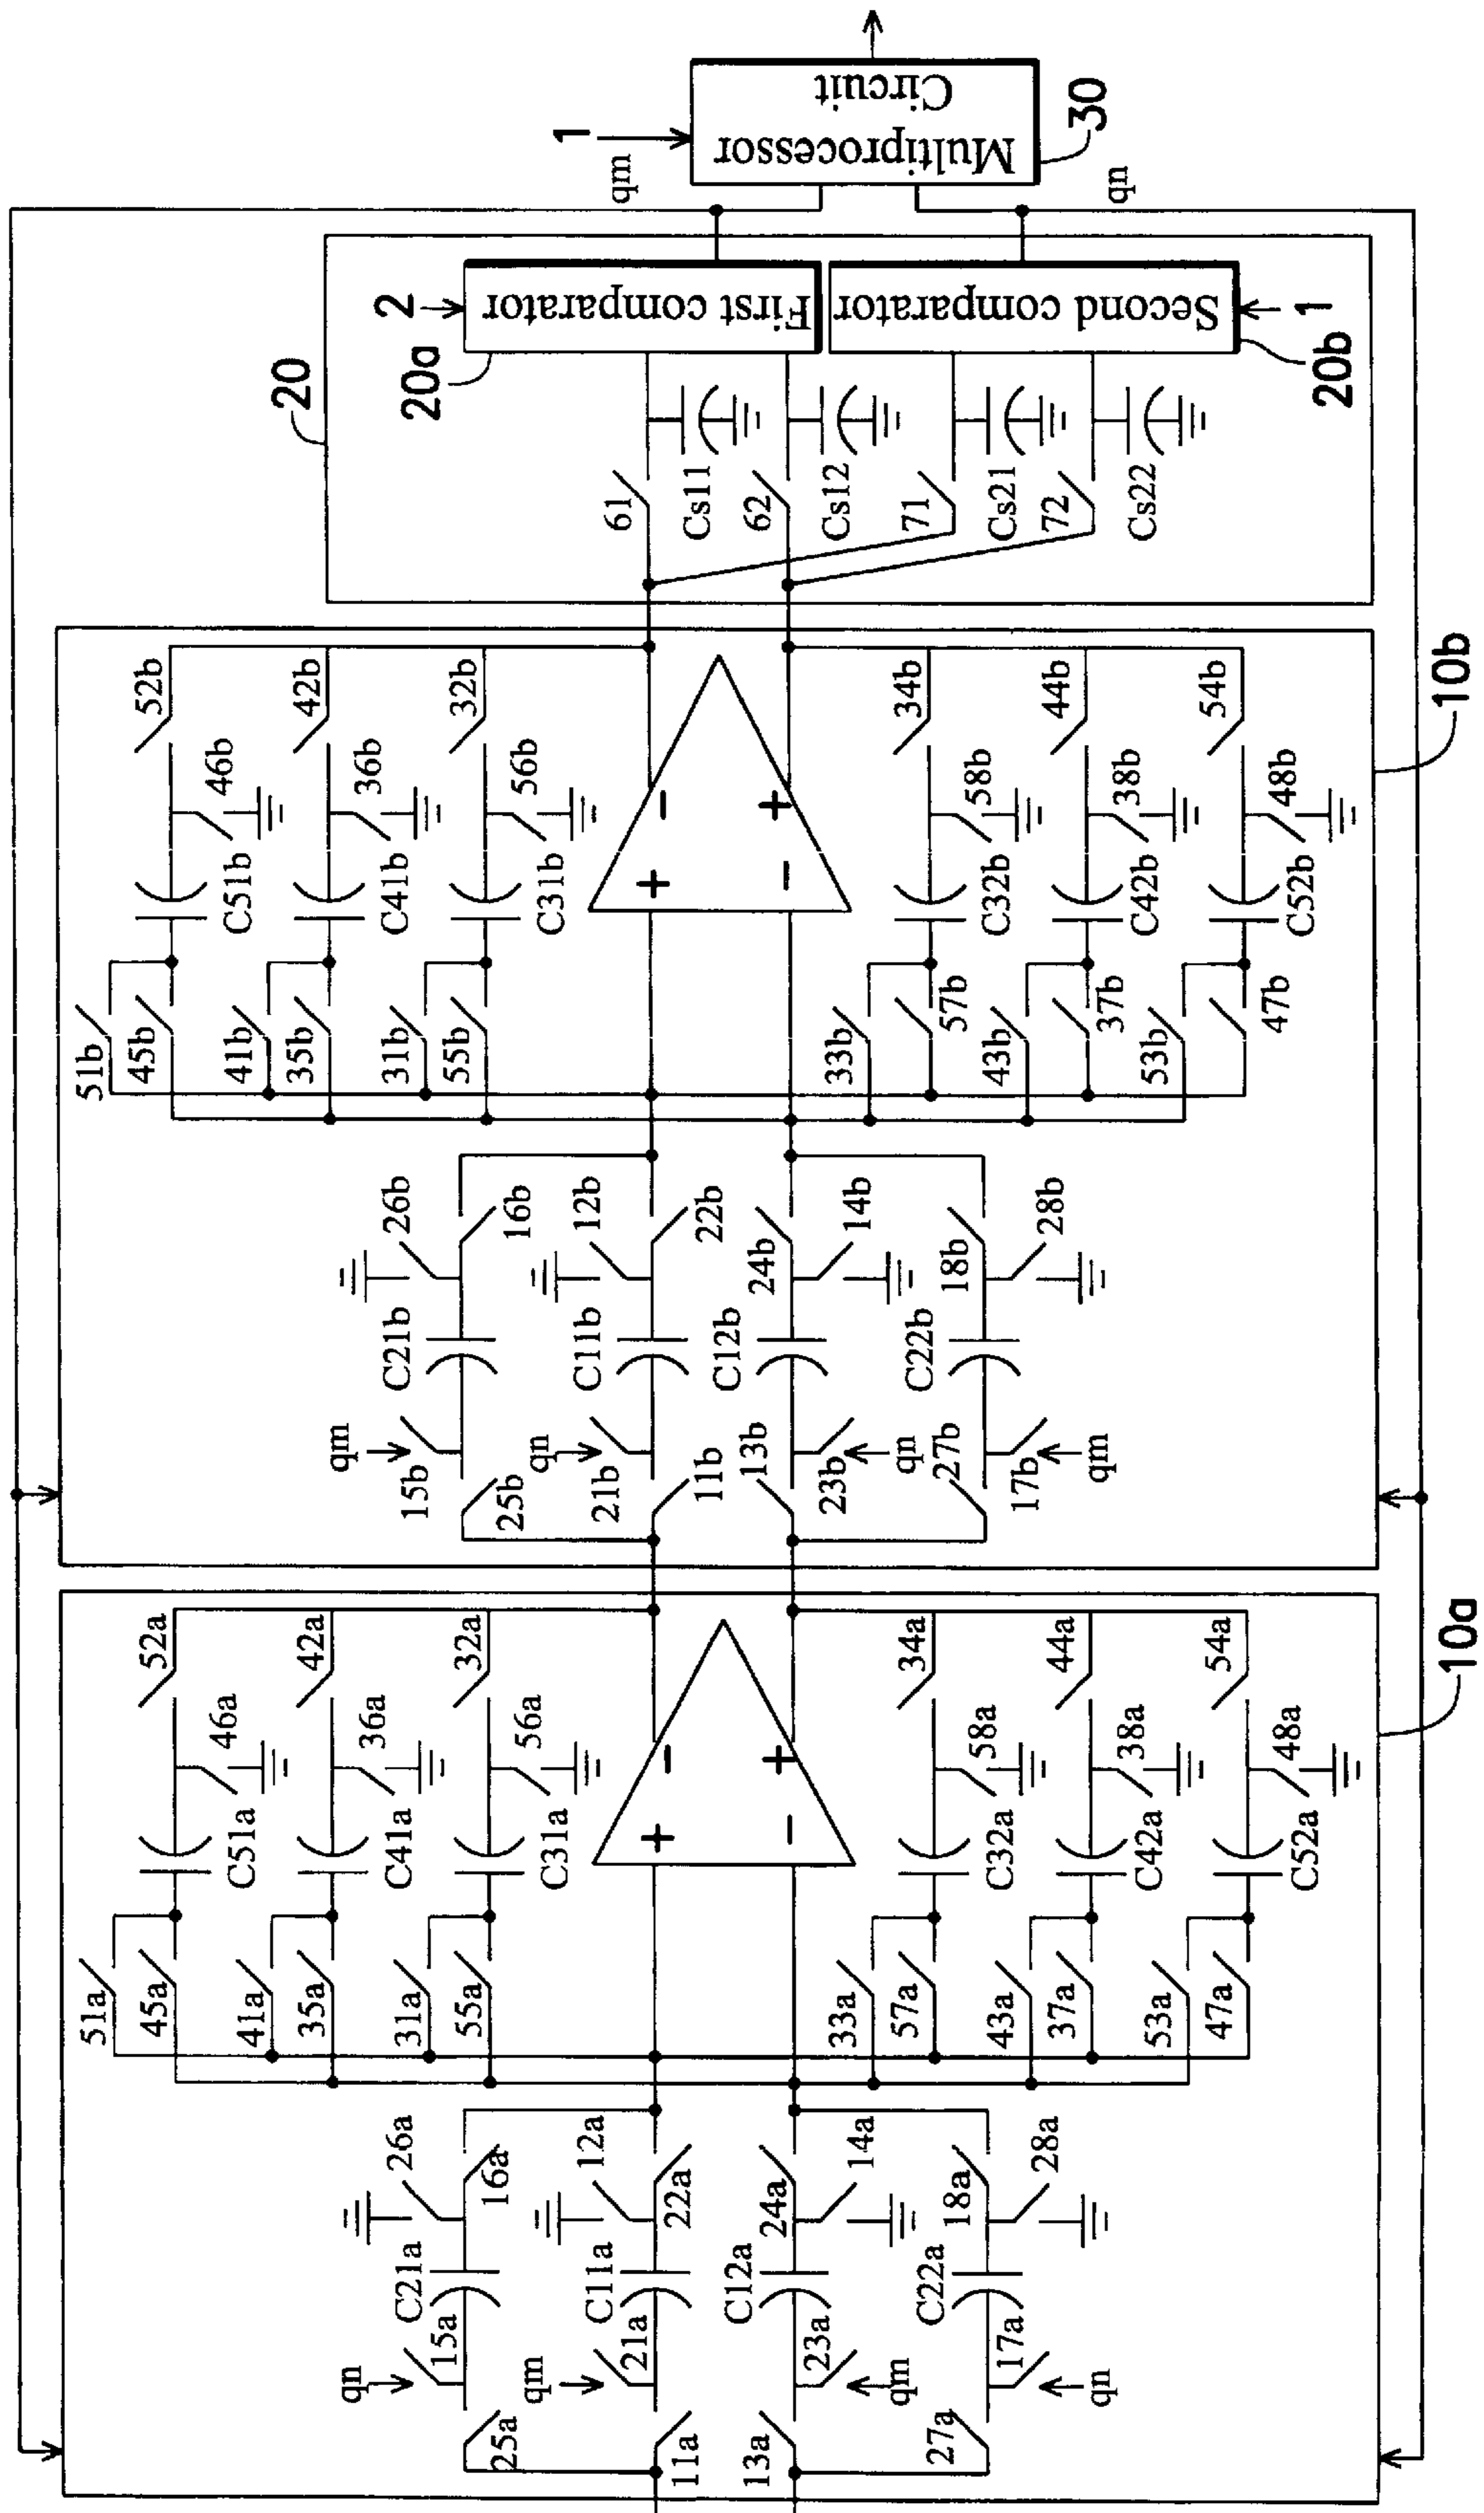 51a
45a
41a
35a
31a
55a
33a
57a
43a
37a
53a
47a
C51a
C41a
C31a
C32a
C42a
C52a
46a
36a
56a
58a
38a
48a
52a
42a
32a
34a
44a
54a
+
-
-
+
qn
15a
C21a
26a
16a
25a
qm
21a
C11a
12a
22a
11a
13a
23a
C12a
24a
14a
qm
27a
17a
C22a
18a
28a
qn
10a
51b
45b
41b
35b
31b
55b
33b
57b
43b
37b
53b
47b
C51b
C41b
C31b
C32b
C42b
C52b
46b
36b
56b
58b
38b
48b
52b
42b
32b
34b
44b
54b
+
-
-
+
qm
15b
C21b
26b
16b
25b
qn
21b
C11b
12b
22b
11b
13b
23b
C12b
24b
14b
qn
27b
17b
C22b
18b
28b
qm
10b
20
61
Cs11
62
Cs12
71
Cs21
72
Cs22
20a
2
First comparator
Second comparator
1
20b
qm
qn
1
Multiprocessor
Circuit
30